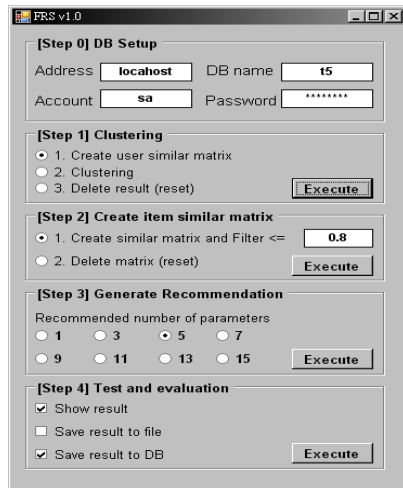 FRS v1.0
[Step 0] DB Setup
Address locahost DB name t5
Account sa Password ********
[Step 1] Clustering
1. Create user similar matrix
2. Clustering
3. Delete result (reset) Execute
[Step 2] Create item similar matrix
1. Create similar matrix and Filter <= 0.8
2. Delete matrix (reset) Execute
[Step 3] Generate Recommendation
Recommended number of parameters
1 3 5 7
9 11 13 15 Execute
[Step 4] Test and evaluation
Show result
Save result to file
Save result to DB Execute